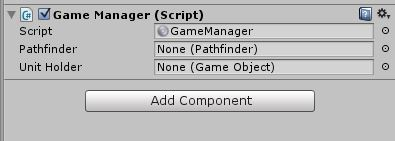 Game Manager (Script)
Script GameManager
Pathfinder None (Pathfinder)
Unit Holder None (Game Object)
Add Component